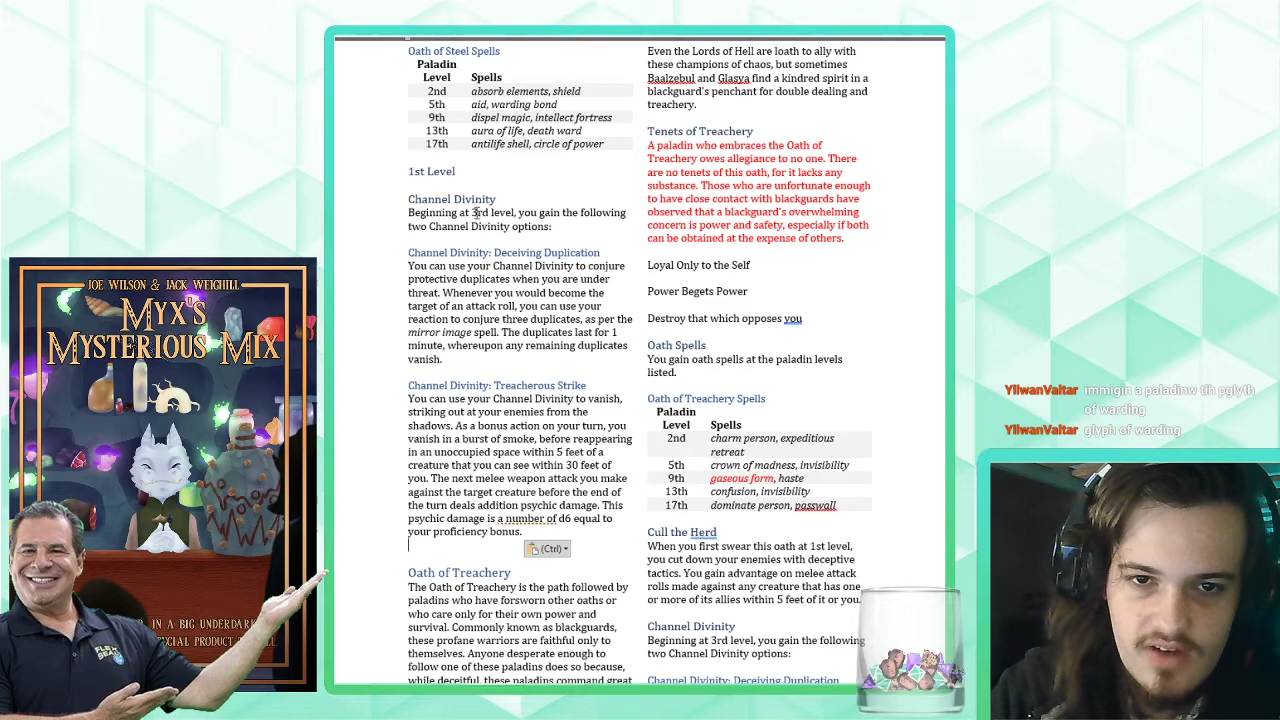 Oath of Steel Spells
Paladin
Level Spells
2nd absorb elements, shield
5th aid, warding bond
9th dispel magic, intellect fortress
13th aura of life, death ward
17th antilife shell, circle of power
1st Level
Channel Divinity
Beginning at 3rd level, you gain the following
two Channel Divinity options:
Channel Divinity: Deceiving Duplication
You can use your Channel Divinity to conjure
protective duplicates when you are under
threat. Whenever you would become the
target of an attack roll, you can use your
reaction to conjure three duplicates, as per the
mirror image spell. The duplicates last for 1
minute, whereupon any remaining duplicates
vanish.
Channel Divinity: Treacherous Strike
You can use your Channel Divinity to vanish,
striking out at your enemies from the
shadows. As a bonus action on your turn, you
vanish in a burst of smoke, before reappearing
in an unoccupied space within 5 feet of a
creature that you can see within 30 feet of
you. The next melee weapon attack you make
against the target creature before the end of
the turn deals addition psychic damage. This
psychic damage is a number of d6 equal to
your proficiency bonus.
(Ctrl)
Oath of Treachery
The Oath of Treachery is the path followed by
paladins who have forsworn other oaths or
who care only for their own power and
survival. Commonly known as blackguards,
these profane warriors are faithful only to
themselves. Anyone desperate enough to
follow one of these paladins does so because,
while deceitful, these paladins command great
Even the Lords of Hell are loath to ally with
these champions of chaos, but sometimes
Baalzebul and Glasya find a kindred spirit in a
blackguard's penchant for double dealing and
treachery.
Tenets of Treachery
A paladin who embraces the Oath of
Treachery owes allegiance to no one. There
are no tenets of this oath, for it lacks any
substance. Those who are unfortunate enough
to have close contact with blackguards have
observed that a blackguard's overwhelming
concern is power and safety, especially if both
can be obtained at the expense of others.
Loyal Only to the Self
Power Begets Power
Destroy that which opposes you
Oath Spells
You gain oath spells at the paladin levels
listed.
Oath of Treachery Spells
Paladin
Level Spells
2nd charm person, expeditious
retreat
5th crown of madness, invisibility
9th gaseous form, haste
13th confusion, invisibility
17th dominate person, passwall
Cull the Herd
When you first swear this oath at 1st level,
you cut down your enemies with deceptive
tactics. You gain advantage on melee attack
rolls made against any creature that has one
or more of its allies within 5 feet of it or you.
Channel Divinity
Beginning at 3rd level, you gain the following
two Channel Divinity options:
Channel Divinity: Deceiving Duplication
JOE WILSON & JACK WEIGHILL
MYX'S
MYSTERIOUS MIX
IN A BIG UNDERDAR
YllwanValtar immigin a paladinw tih pglyth
of warding
YllwanValtar glyph of warding